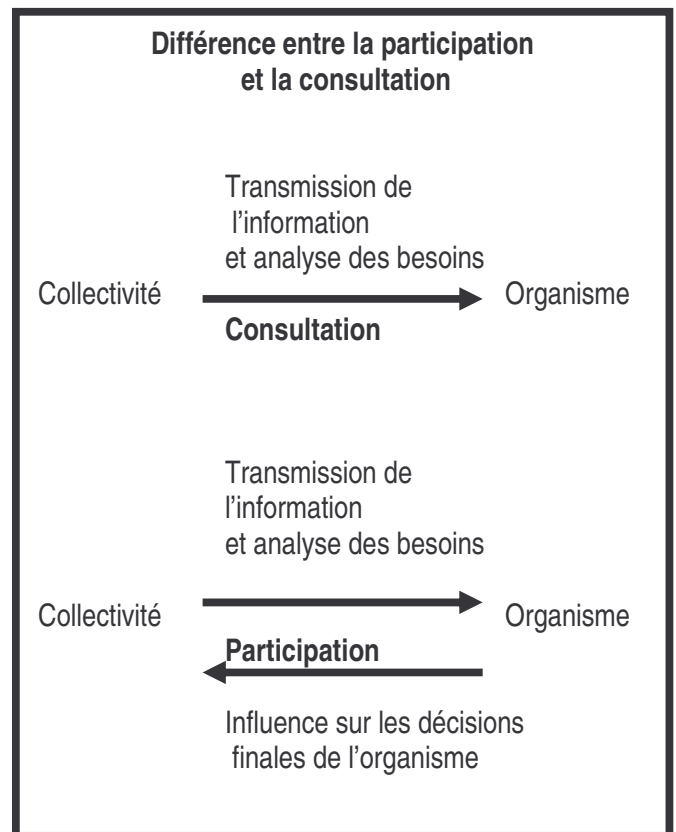 Différence entre la participation
et la consultation
Transmission de
l'information
et analyse des besoins
Collectivité
Organisme
Consultation
Transmission de
l'information
et analyse des besoins
Collectivité
Organisme
Participation
Influence sur les décisions
finales de l'organisme